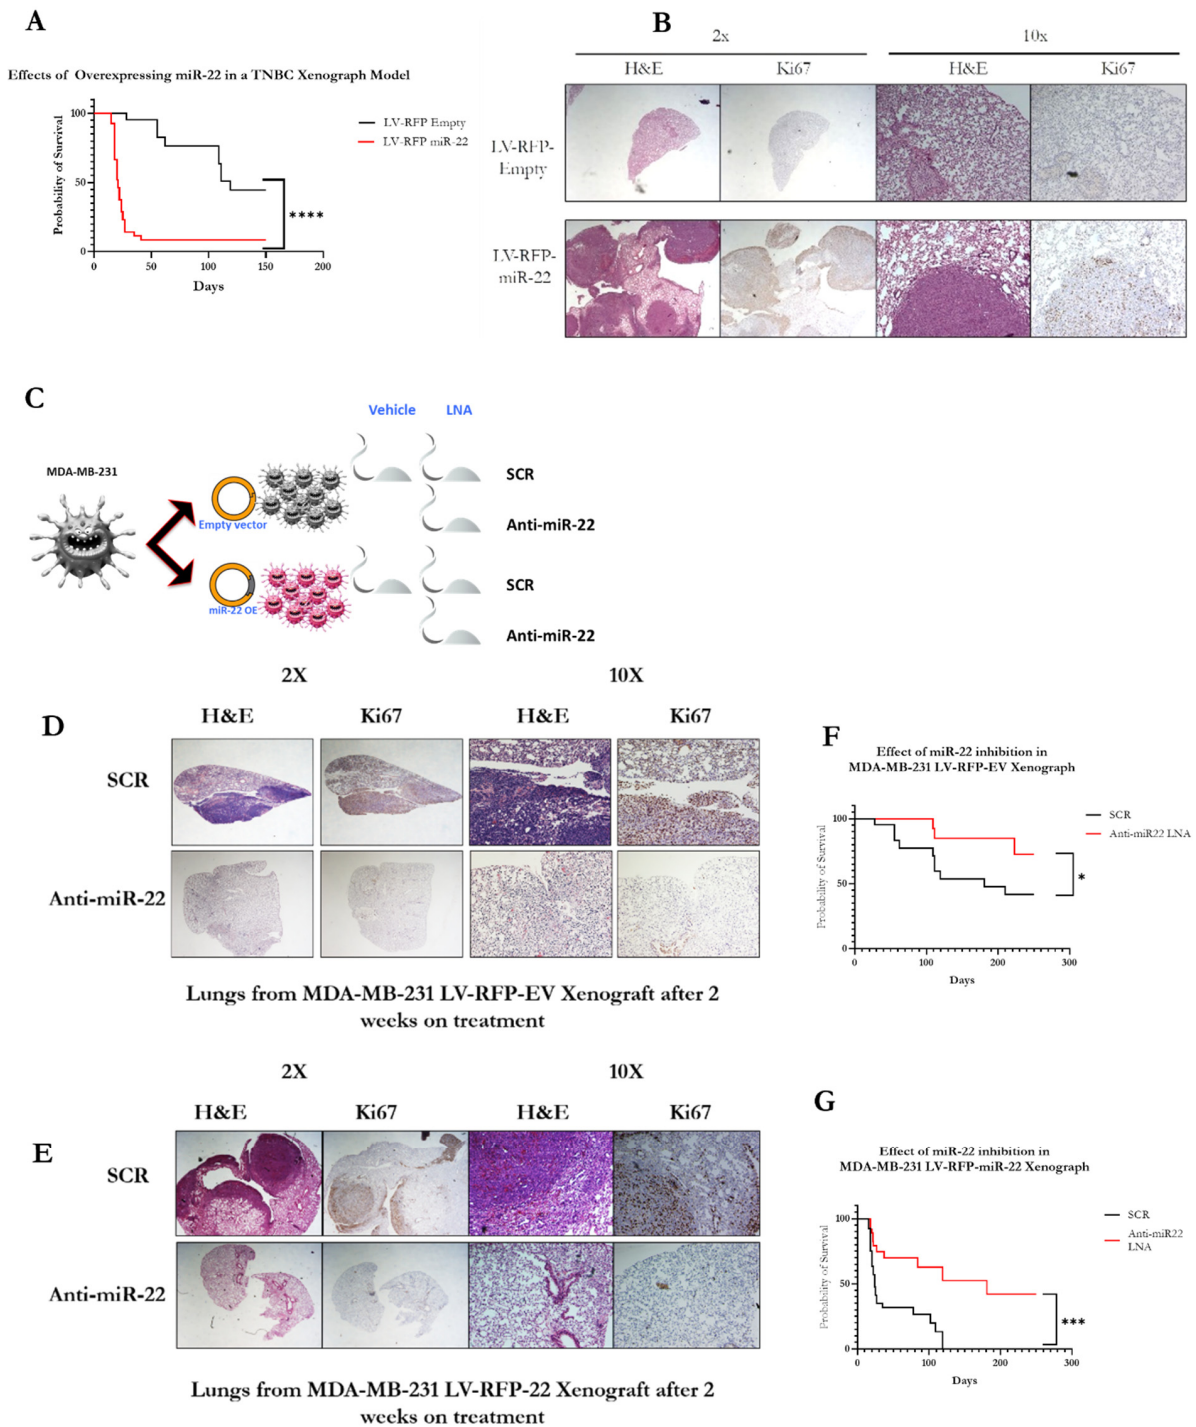 A
Effects of Overexpressing miR-22 in a TNBC Xenograph Model
Probability of Survival
100
50
0
0
50
100
150
200
Days
LV-RFP Empty
LV-RFP miR-22
****
B
2x
10x
H&E
Ki67
H&E
Ki67
LV-RFP-
Empty
LV-RFP-
miR-22
C
Vehicle
LNA
MDA-MB-231
Empty vector
SCR
Anti-miR-22
miR-22 OE
SCR
Anti-miR-22
2X
10X
D
H&E
Ki67
H&E
Ki67
SCR
Anti-miR-22
Lungs from MDA-MB-231 LV-RFP-EV Xenograft after 2
weeks on treatment
F
Effect of miR-22 inhibition in
MDA-MB-231 LV-RFP-EV Xenograph
Probability of Survival
100
50
0
0
100
200
300
Days
SCR
Anti-miR22 LNA
*
2X
10X
E
H&E
Ki67
H&E
Ki67
SCR
Anti-miR-22
Lungs from MDA-MB-231 LV-RFP-22 Xenograft after 2
weeks on treatment
G
Effect of miR-22 inhibition in
MDA-MB-231 LV-RFP-miR-22 Xenograph
Probability of Survival
100
50
0
0
100
200
300
Days
SCR
Anti-miR22
LNA
***